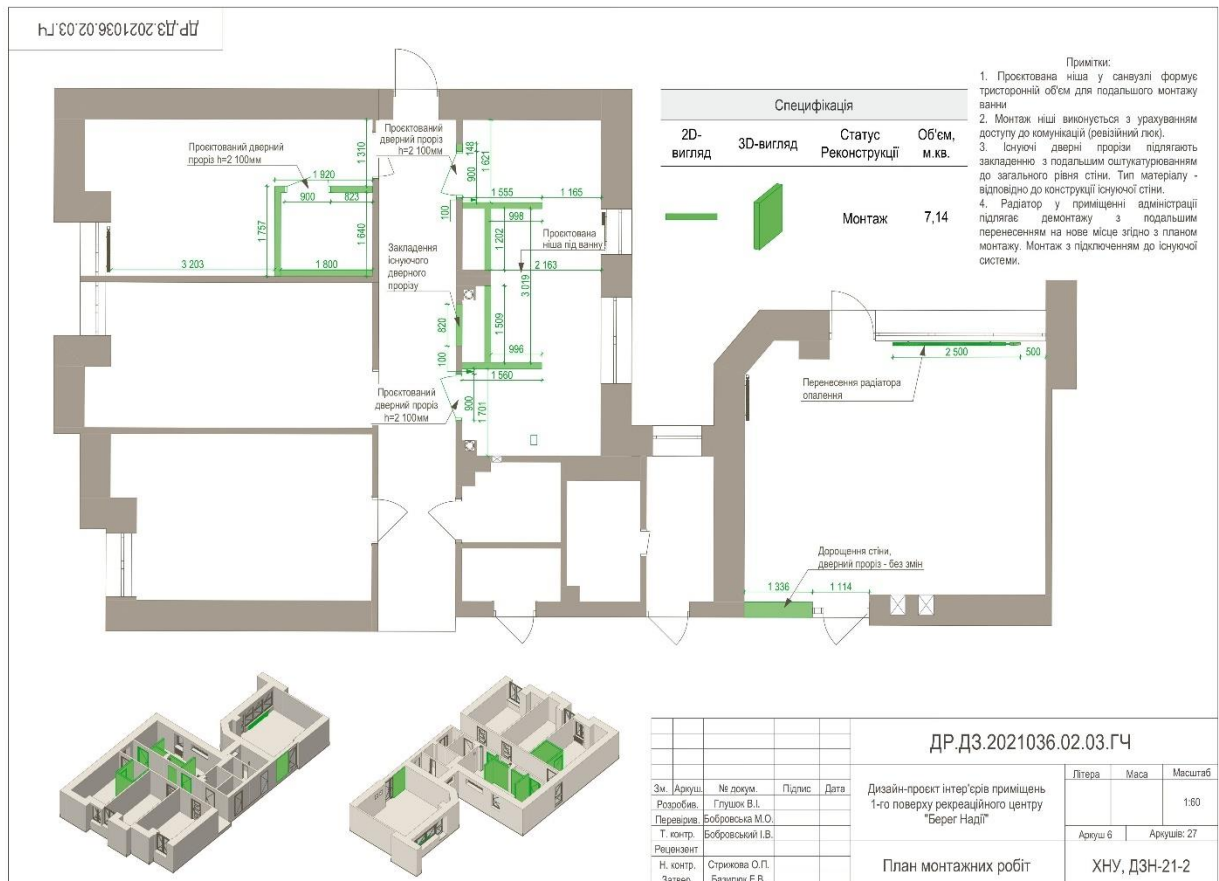 ДР.ДЗ.2021036.02.03.ГЧ
Проєктований
дверний проріз
h=2 100мм
Проєктований дверний
проріз h=2 100мм
1 310
1 920
900
823
1 757
1 640
3 203
1 800
148
900
1 621
100
1 555
1 165
998
1 202
Проєктована
ніша під ванну
2 163
3 019
Закладення
існуючого
дверного
прорізу
820
1 509
100
996
1 560
Проєктований
дверний проріз
h=2 100мм
900
1 701
Специфікація
2D-
вигляд
3D-вигляд
Статус
Реконструкції
Об'єм,
м.кв.
Монтаж
7,14
Примітки:
1. Проєктована ніша у санвузлі формує
тристоронній об'єм для подальшого монтажу
ванни
2. Монтаж ніші виконується з урахуванням
доступу до комунікацій (ревізійний люк).
3. Існуючі дверні прорізи підлягають
закладенню з подальшим оштукатурюванням
до загального рівня стіни. Тип матеріалу -
відповідно до конструкції існуючої стіни.
4. Радіатор у приміщенні адміністрації
підлягає демонтажу з подальшим
перенесенням на нове місце згідно з планом
монтажу. Монтаж з підключенням до існуючої
системи.
2 500
500
Перенесення радіатора
опалення
Дорощення стіни,
дверний проріз - без змін
1 336
1 114
ДР.ДЗ.2021036.02.03.ГЧ
Зм. Аркуш № докум. Підпис Дата
Розробив. Глушок В.І.
Перевірив. Бобровська М.О.
Т. контр. Бобровський І.В.
Рецензент
Н. контр. Стрижова О.П.
Затвер. Базилюк Е.В.
Дизайн-проєкт інтер'єрів приміщень
1-го поверху рекреаційного центру
"Берег Надії"
Літера Маса Масштаб
1:60
Аркуш 6 Аркушів: 27
План монтажних робіт
ХНУ, ДЗН-21-2